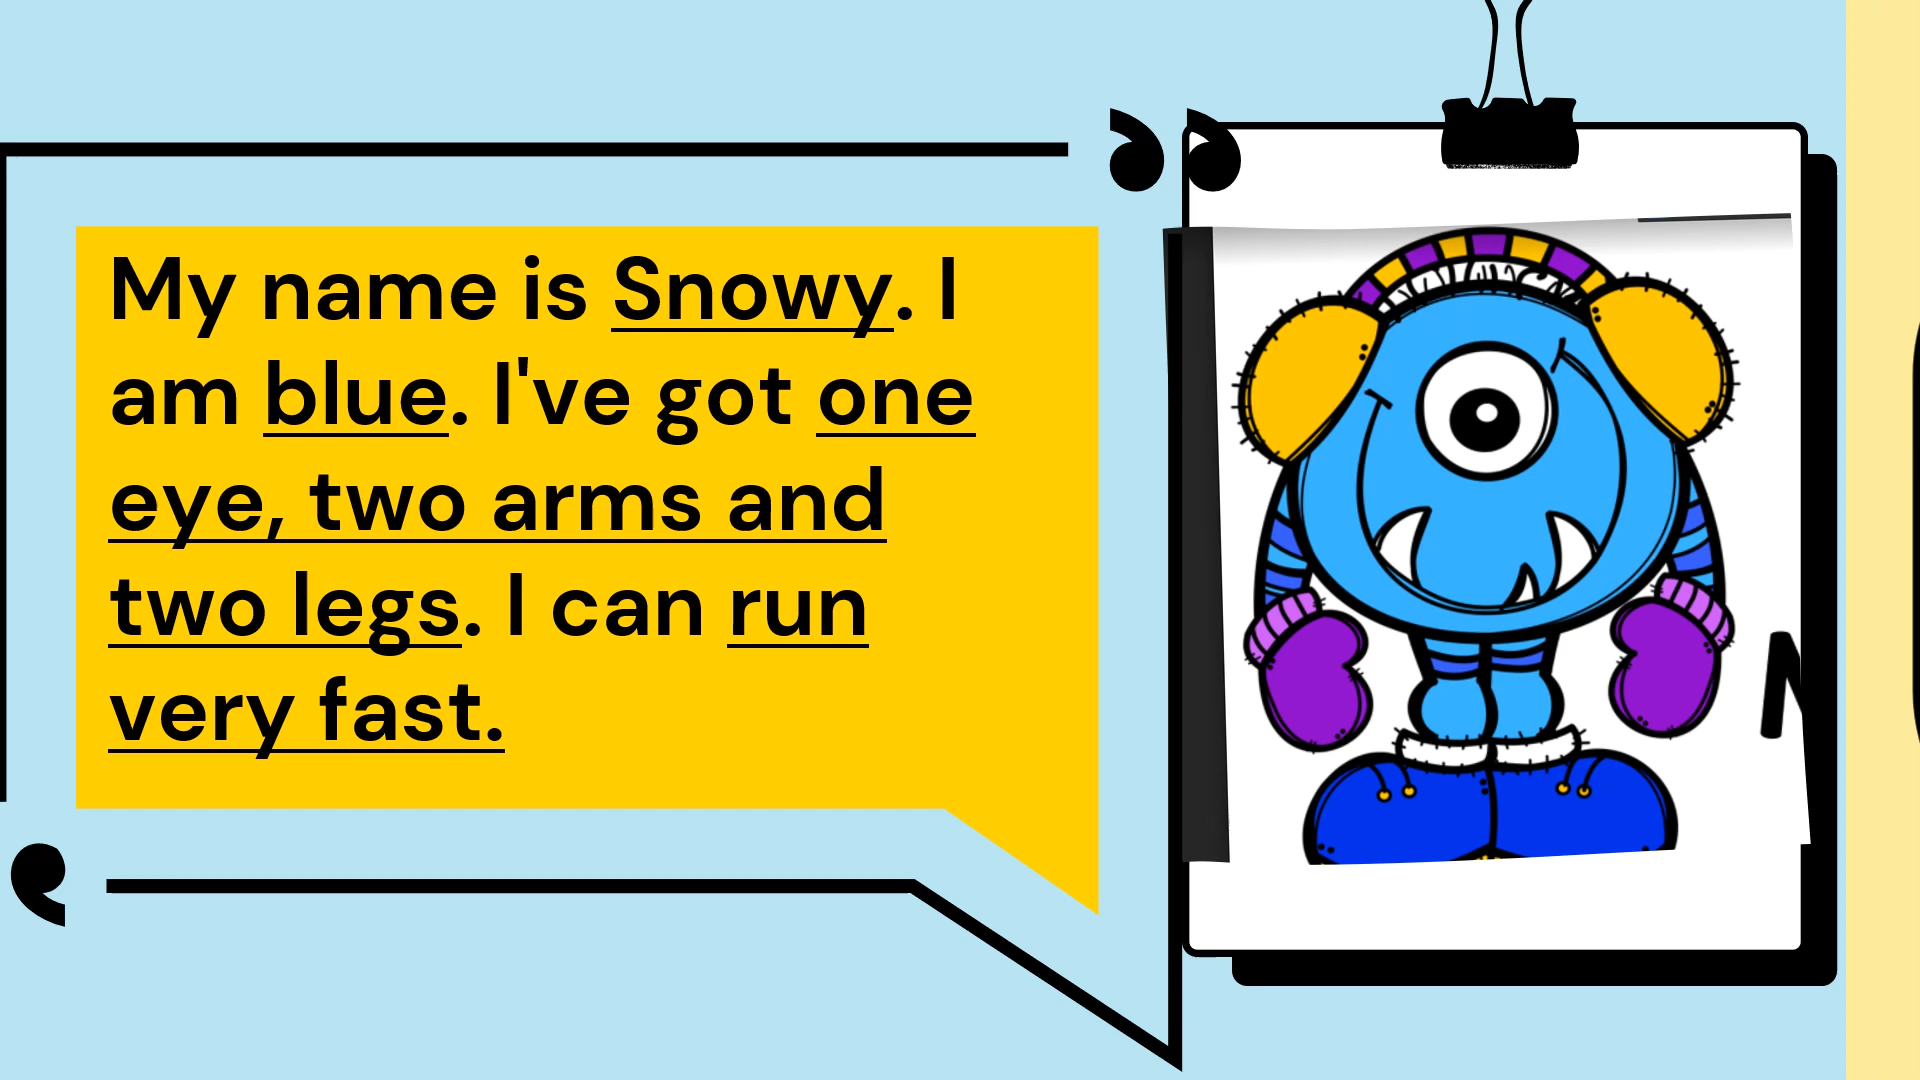 My name is Snowy. I
am blue. I've got one
eye, two arms and
two legs. I can run
very fast.